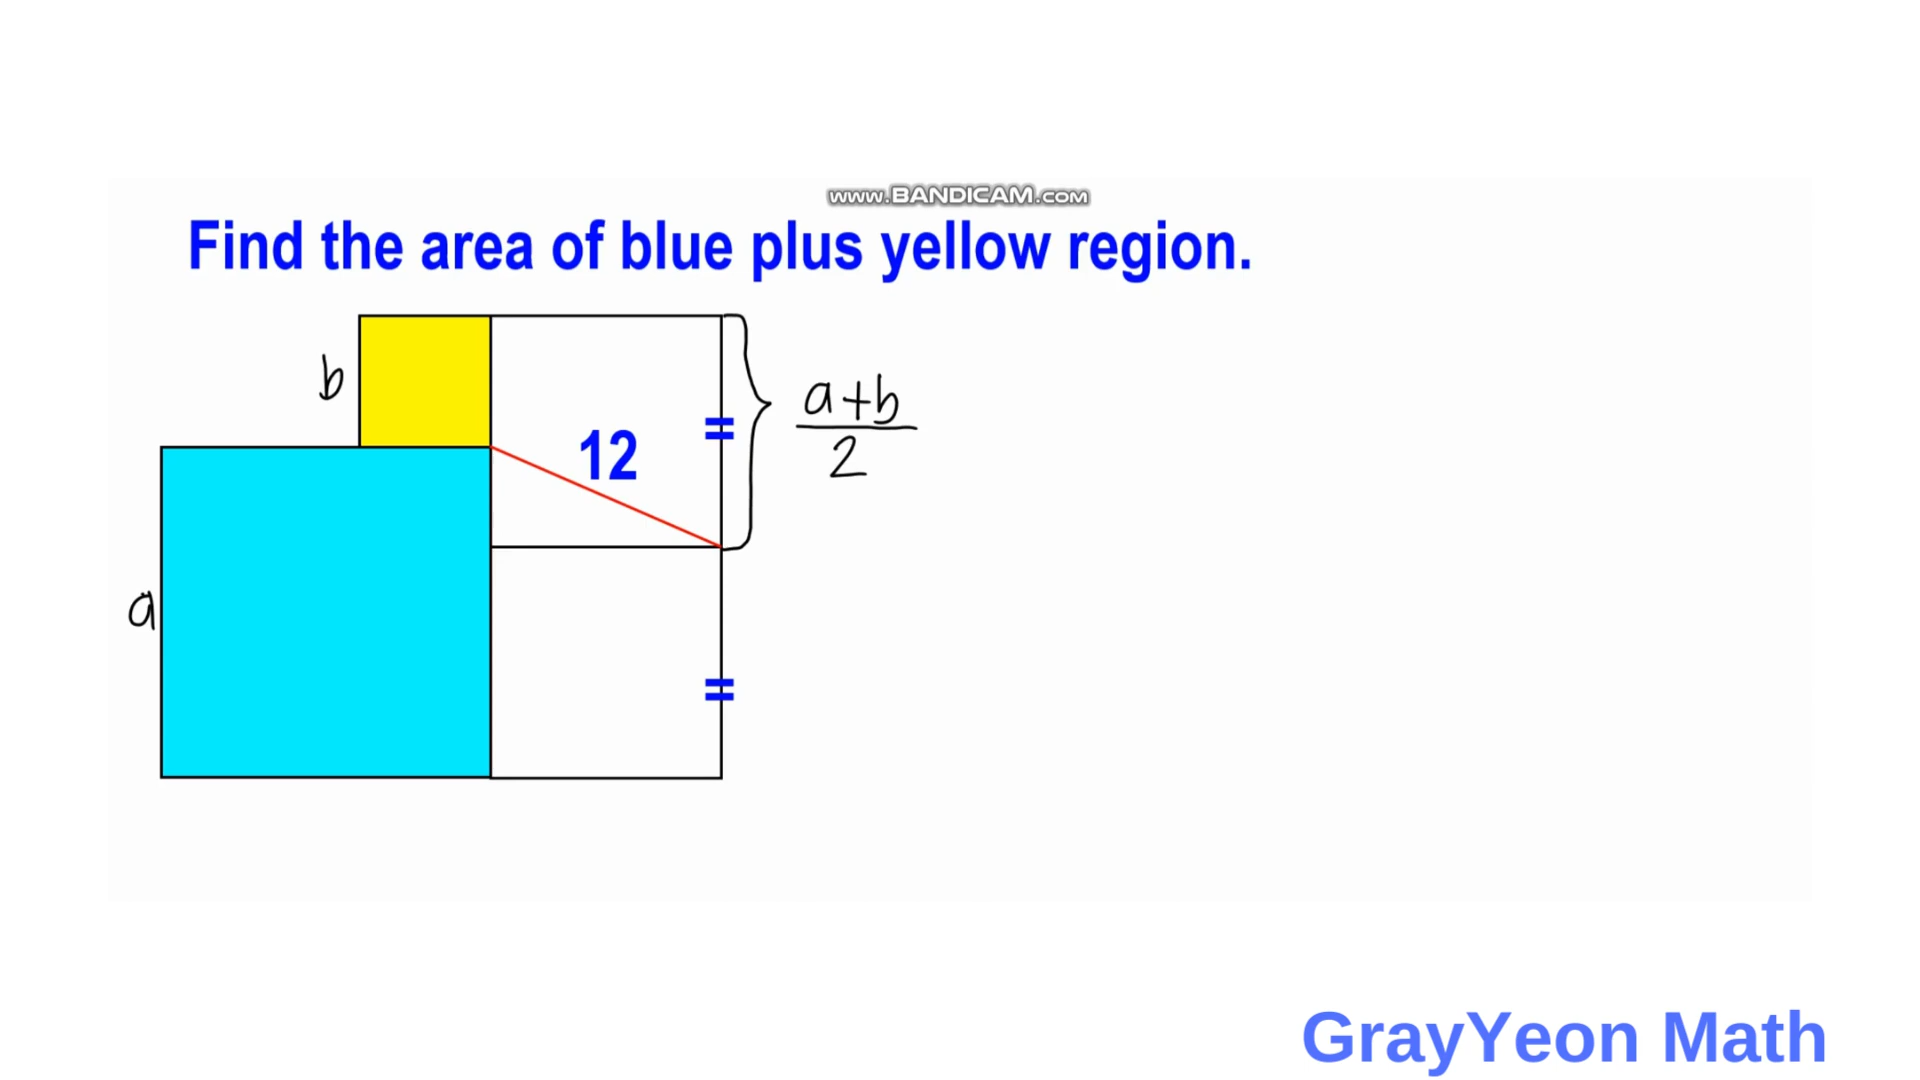 www.BANDICAM.com
Find the area of blue plus yellow region.
b
a+b
2
12
=
a
=
GrayYeon Math